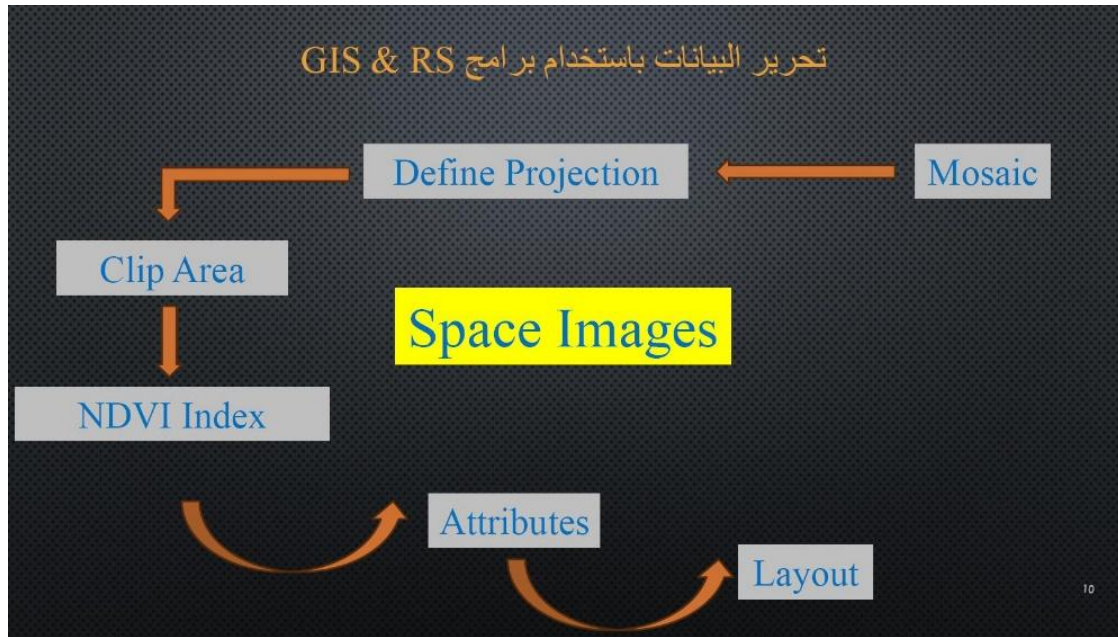 تحرير البيانات باستخدام برامج GIS & RS
Mosaic
Define Projection
Clip Area
Space Images
NDVI Index
Attributes
Layout
10